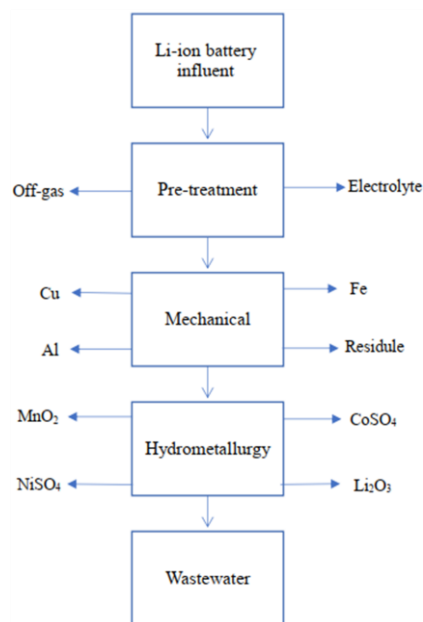 Li-ion battery
influent
Off-gas
Pre-treatment
Electrolyte
Cu
Fe
Mechanical
Al
Residule
MnO₂
CoSO₄
Hydrometallurgy
NiSO₄
Li₂O₃
Wastewater